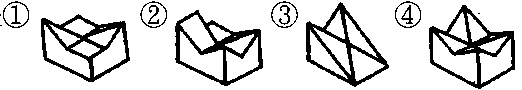 ① ② ③ ④